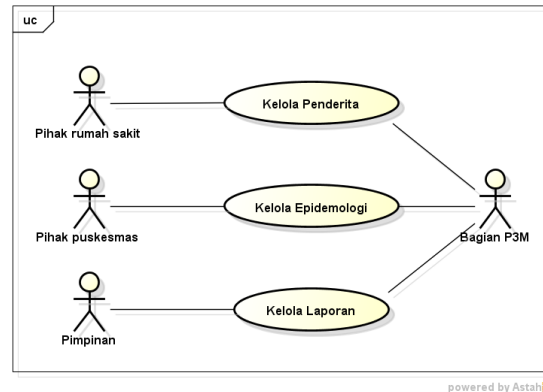 uc
Kelola Penderita
Pihak rumah sakit
Kelola Epidemologi
Pihak puskesmas
Bagian P3M
Kelola Laporan
Pimpinan
powered by Astah